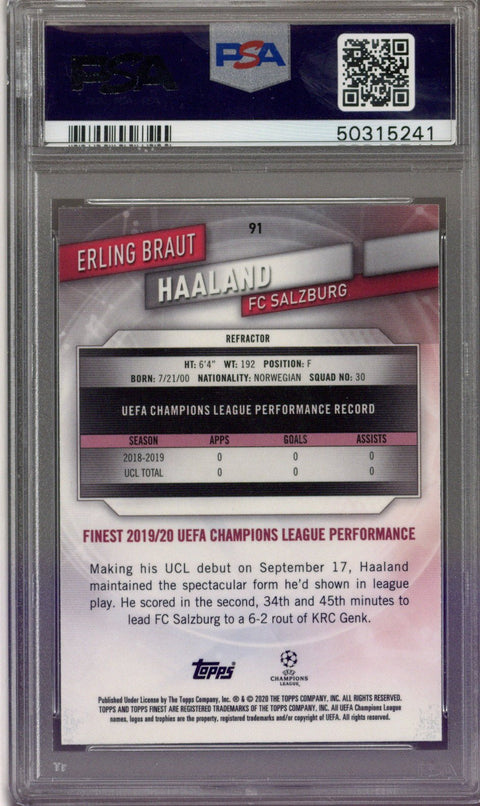 PSA
PSA
50315241
91
ERLING BRAUT
HAALAND
FC SALZBURG
REFRACTOR
HT: 6'4" WT: 192 POSITION: F
BORN: 7/21/00 NATIONALITY: NORWEGIAN SQUAD NO: 30
UEFA CHAMPIONS LEAGUE PERFORMANCE RECORD
SEASON APPS GOALS ASSISTS
2018-2019 0 0 0
UCL TOTAL 0 0 0
FINEST 2019/20 UEFA CHAMPIONS LEAGUE PERFORMANCE
Making his UCL debut on September 17, Haaland
maintained the spectacular form he'd shown in league
play. He scored in the second, 34th and 45th minutes to
lead FC Salzburg to a 6-2 rout of KRC Genk.
Topps
UEFA
CHAMPIONS
LEAGUE
Published Under License by The Topps Company, Inc. ® & © 2020 THE TOPPS COMPANY, INC. ALL RIGHTS RESERVED.
TOPPS AND TOPPS FINEST ARE REGISTERED TRADEMARKS OF THE TOPPS COMPANY, INC. All UEFA Champions League
names, logos and trophies are the property, registered trademarks and/or copyright of UEFA. All rights reserved.